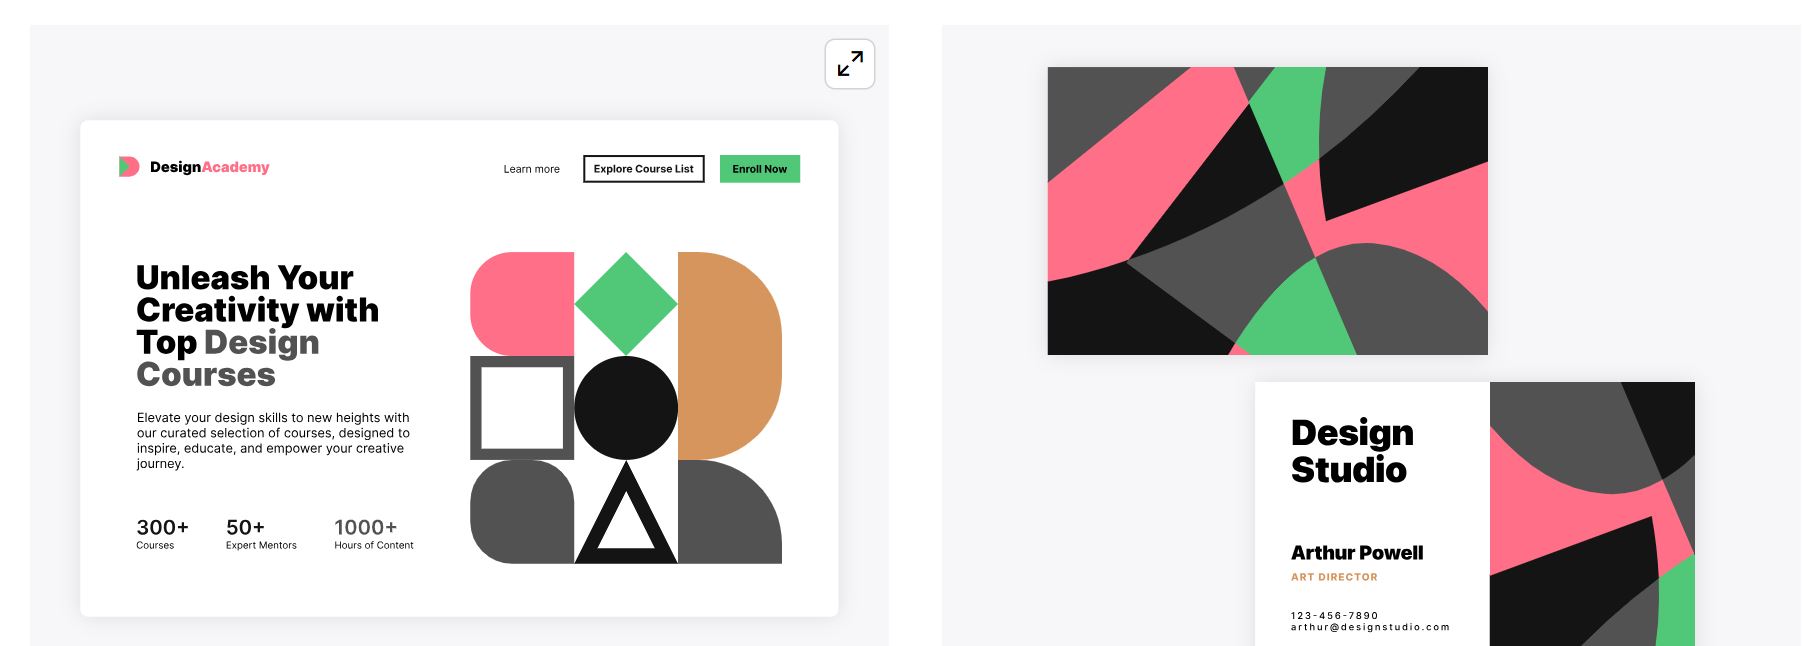 DesignAcademy
Learn more
Explore Course List
Enroll Now
Unleash Your
Creativity with
Top Design
Courses
Elevate your design skills to new heights with
our curated selection of courses, designed to
inspire, educate, and empower your creative
journey.
300+
Courses
50+
Expert Mentors
1000+
Hours of Content
Design
Studio
Arthur Powell
ART DIRECTOR
123-456-7890
arthur@designstudio.com